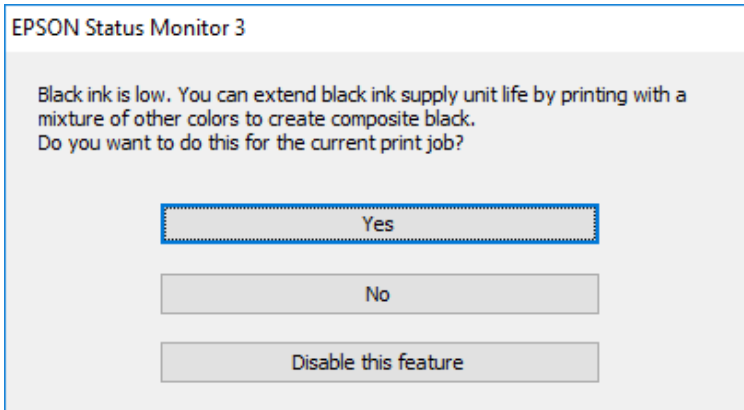 EPSON Status Monitor 3
Black ink is low. You can extend black ink supply unit life by printing with a
mixture of other colors to create composite black.
Do you want to do this for the current print job?
Yes
No
Disable this feature